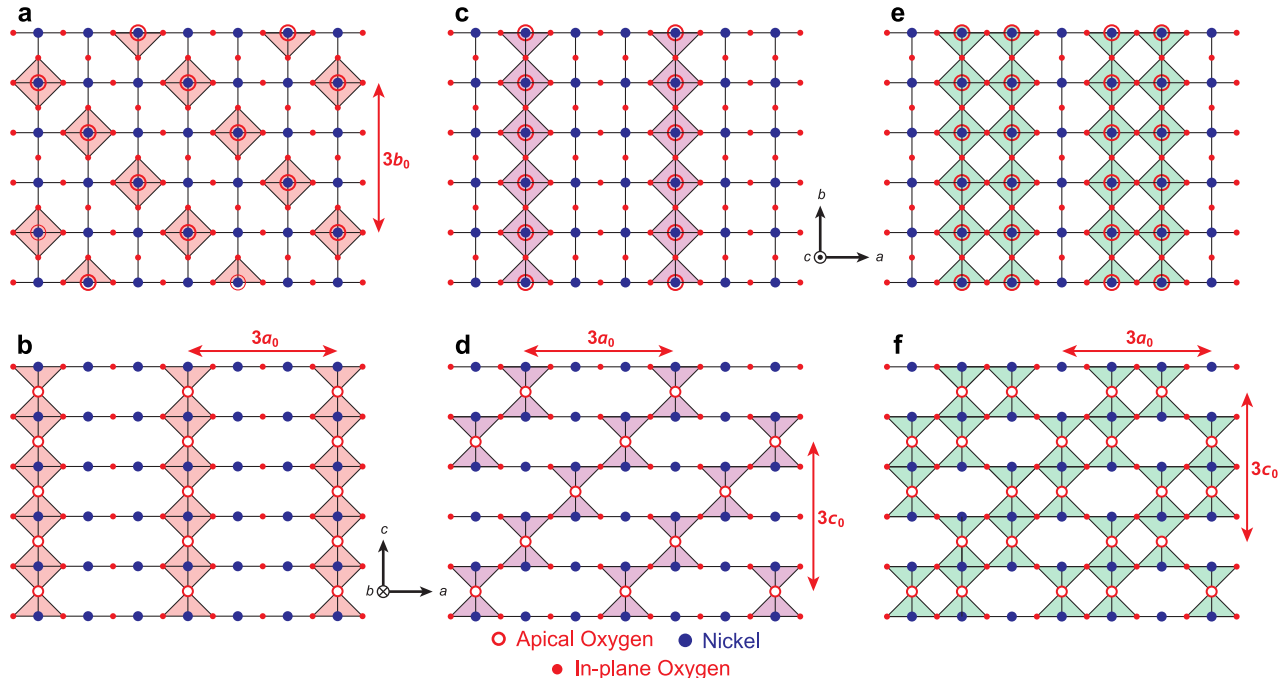 a
c
e
3b₀
b
c
a
b
3a₀
d
3a₀
f
3a₀
c
b
a
3c₀
3c₀
Apical Oxygen
Nickel
In-plane Oxygen